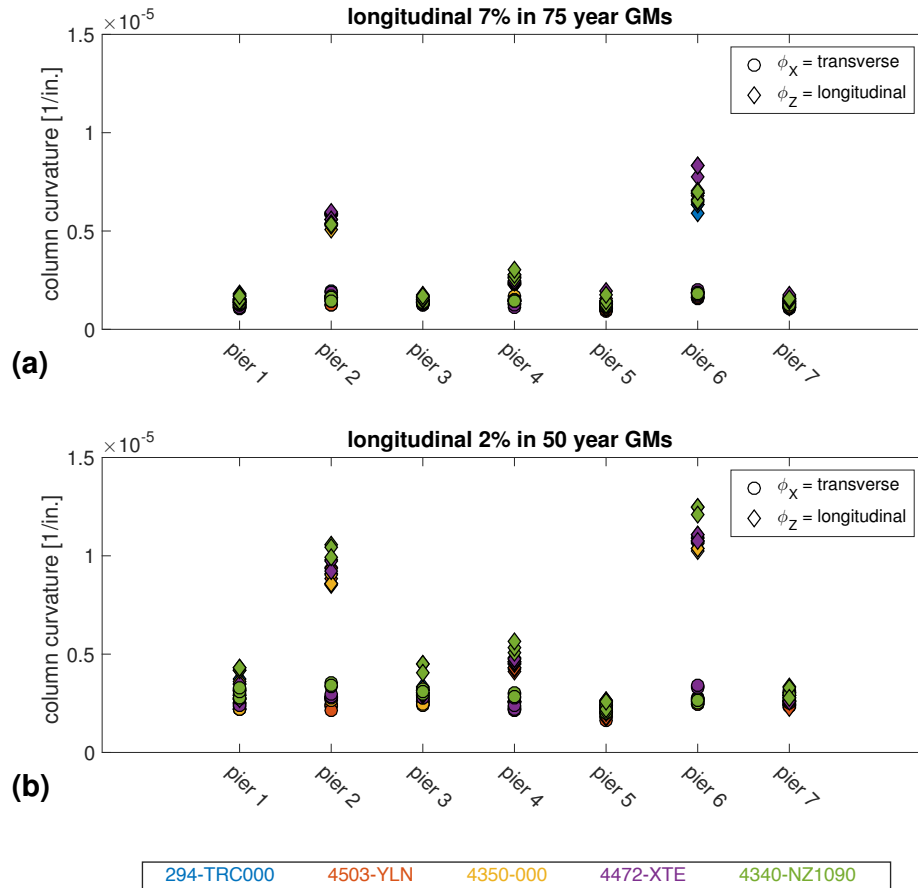 longitudinal 7% in 75 year GMs
×10⁻⁵
1.5
1
0.5
0
column curvature [1/in.]
ϕ_X = transverse
ϕ_Z = longitudinal
pier 1 pier 2 pier 3 pier 4 pier 5 pier 6 pier 7
(a)
longitudinal 2% in 50 year GMs
×10⁻⁵
1.5
1
0.5
0
column curvature [1/in.]
ϕ_X = transverse
ϕ_Z = longitudinal
pier 1 pier 2 pier 3 pier 4 pier 5 pier 6 pier 7
(b)
294-TRC000 4503-YLN 4350-000 4472-XTE 4340-NZ1090